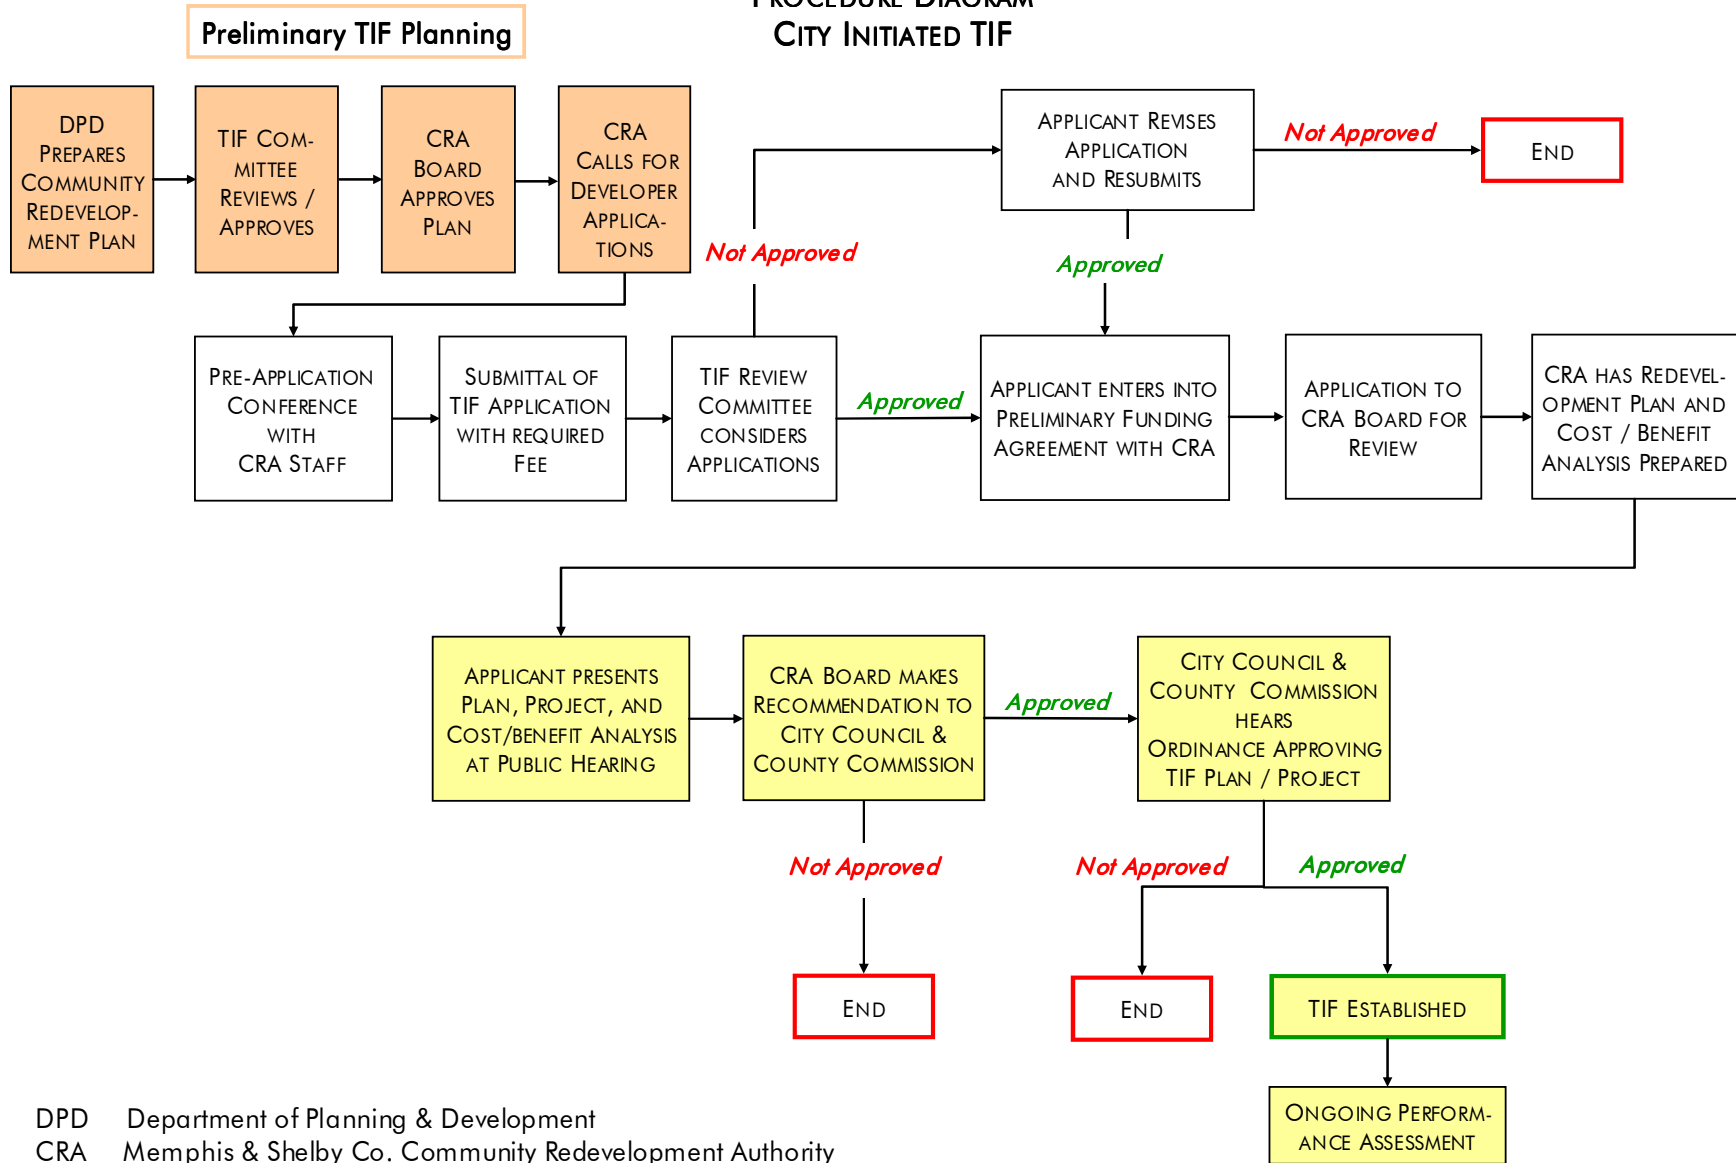 PROCEDURE DIAGRAM
CITY INITIATED TIF
Preliminary TIF Planning
DPD
PREPARES
COMMUNITY
REDEVELOP-
MENT PLAN
TIF COM-
MITTEE
REVIEWS /
APPROVES
CRA
BOARD
APPROVES
PLAN
CRA
CALLS FOR
DEVELOPER
APPLICA-
TIONS
Not Approved
APPLICANT REVISES
APPLICATION
AND RESUBMITS
Not Approved
END
Approved
PRE-APPLICATION
CONFERENCE
WITH
CRA STAFF
SUBMITTAL OF
TIF APPLICATION
WITH REQUIRED
FEE
TIF REVIEW
COMMITTEE
CONSIDERS
APPLICATIONS
Approved
APPLICANT ENTERS INTO
PRELIMINARY FUNDING
AGREEMENT WITH CRA
APPLICATION TO
CRA BOARD FOR
REVIEW
CRA HAS REDEVEL-
OPMENT PLAN AND
COST / BENEFIT
ANALYSIS PREPARED
APPLICANT PRESENTS
PLAN, PROJECT, AND
COST/BENEFIT ANALYSIS
AT PUBLIC HEARING
CRA BOARD MAKES
RECOMMENDATION TO
CITY COUNCIL &
COUNTY COMMISSION
Approved
CITY COUNCIL &
COUNTY COMMISSION
HEARS
ORDINANCE APPROVING
TIF PLAN / PROJECT
Not Approved
Not Approved
Approved
END
END
TIF ESTABLISHED
ONGOING PERFORM-
ANCE ASSESSMENT
DPD Department of Planning & Development
CRA Memphis & Shelby Co. Community Redevelopment Authority